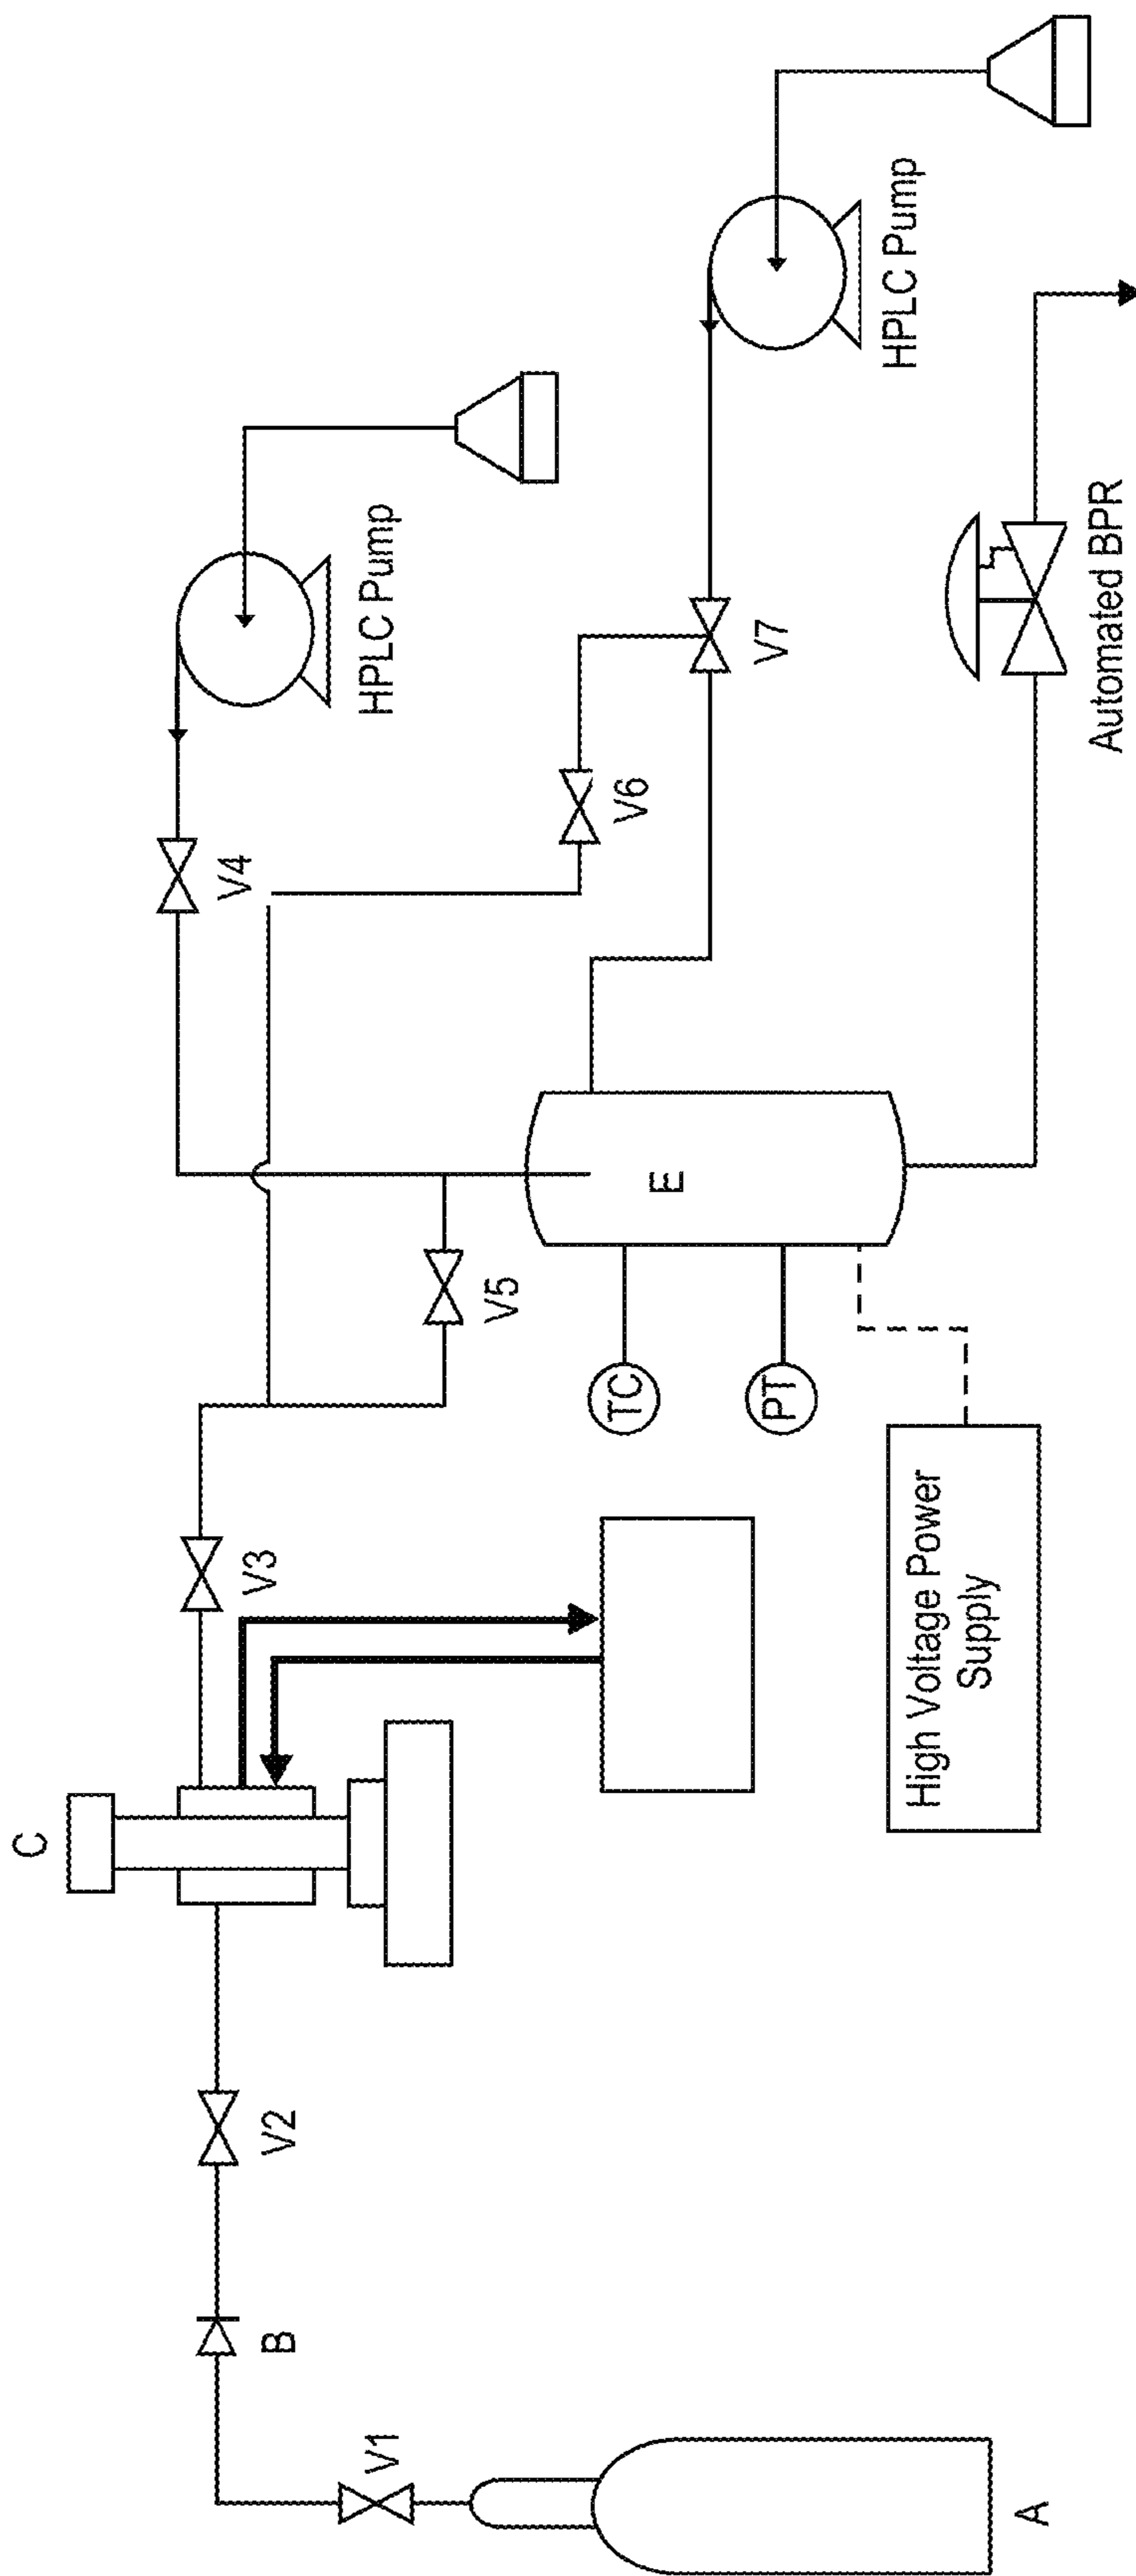 A
V1
B
V2
C
V3
V5
V4
HPLC Pump
V6
V7
HPLC Pump
E
TC
PT
High Voltage Power
Supply
Automated BPR